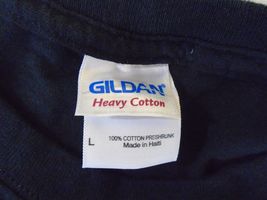 GILDAN
Heavy Cotton
L
100% COTTON PRESHRUNK
Made in Haiti